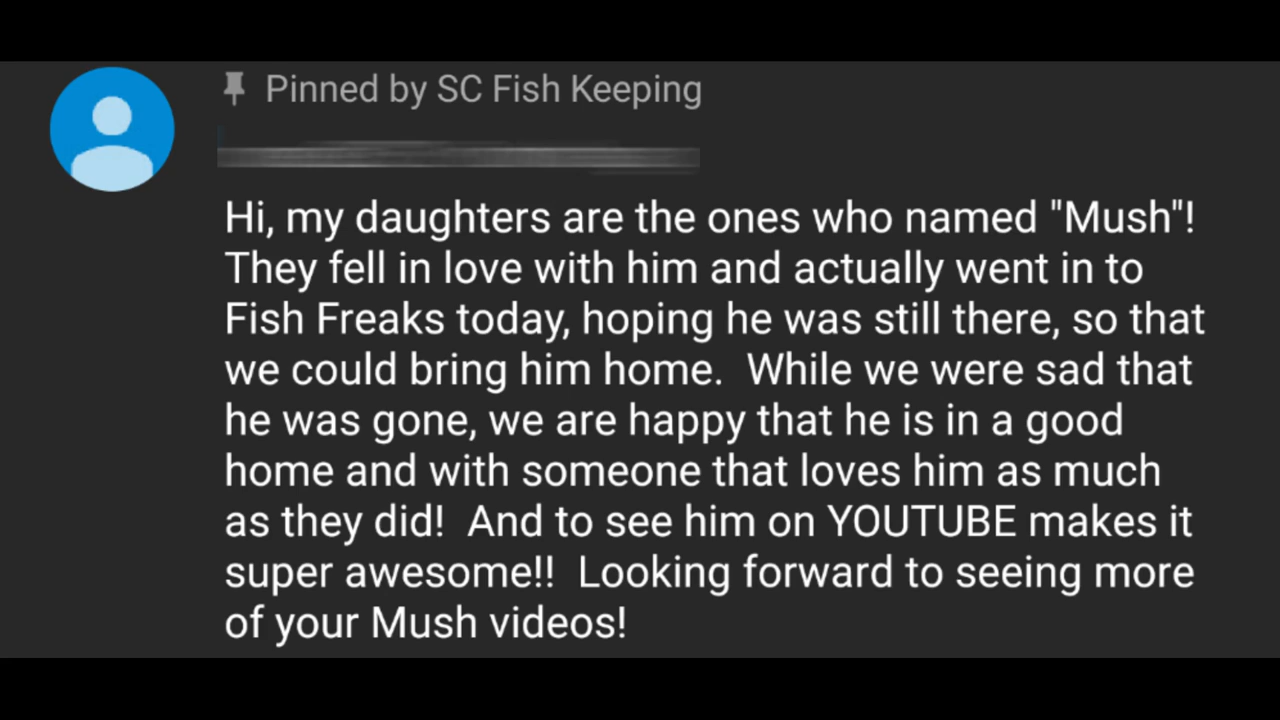 Pinned by SC Fish Keeping
Hi, my daughters are the ones who named "Mush"!
They fell in love with him and actually went in to
Fish Freaks today, hoping he was still there, so that
we could bring him home.  While we were sad that
he was gone, we are happy that he is in a good
home and with someone that loves him as much
as they did!  And to see him on YOUTUBE makes it
super awesome!!  Looking forward to seeing more
of your Mush videos!